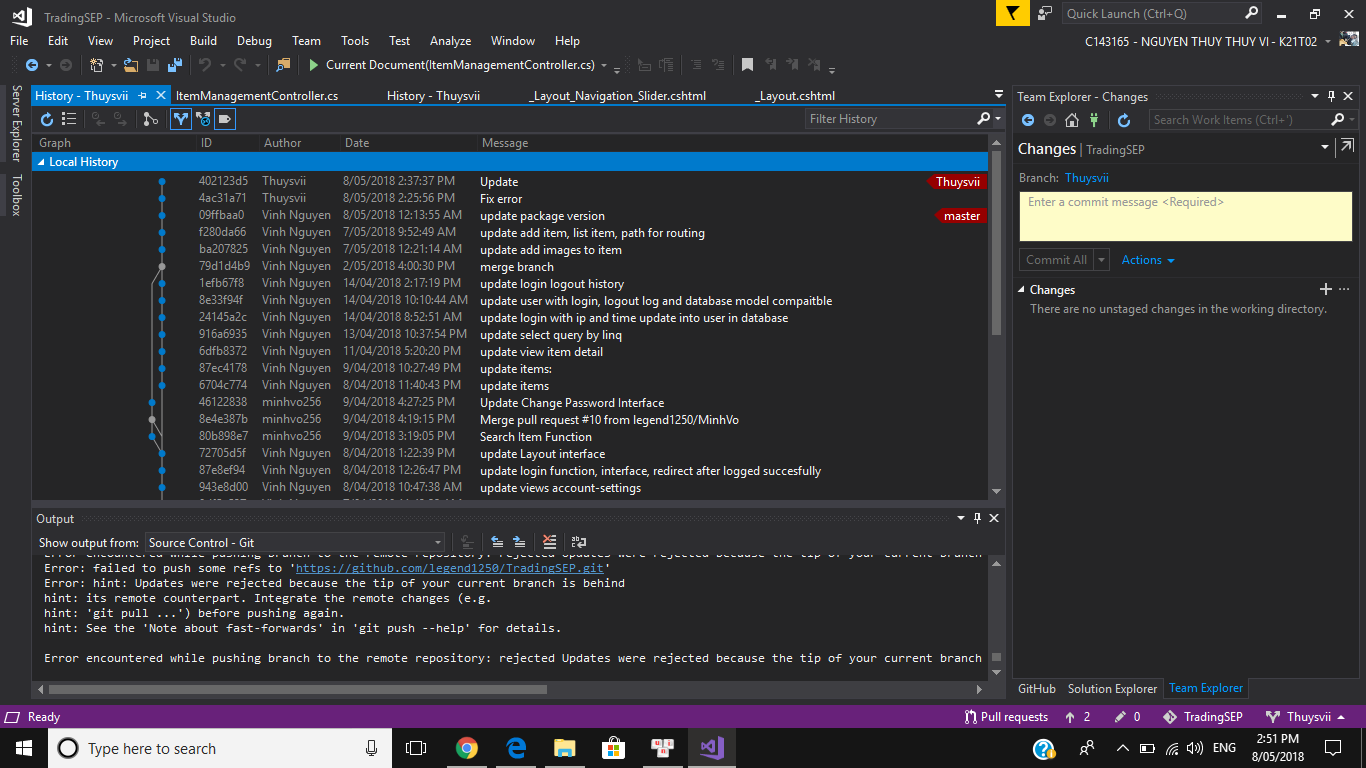 TradingSEP - Microsoft Visual Studio
Quick Launch (Ctrl+Q)
File Edit View Project Build Debug Team Tools Test Analyze Window Help
C143165 - NGUYEN THUY THUY VI - K21T02
Current Document(ItemManagementController.cs)
Server Explorer
Toolbox
History - Thuysvii ItemManagementController.cs History - Thuysvii _Layout_Navigation_Slider.cshtml _Layout.cshtml
Filter History
Graph ID Author Date Message
Local History
402123d5 Thuysvii 8/05/2018 2:37:37 PM Update Thuysvii
4ac31a71 Thuysvii 8/05/2018 2:25:56 PM Fix error
09ffbaa0 Vinh Nguyen 8/05/2018 12:13:55 AM update package version master
f280da66 Vinh Nguyen 7/05/2018 9:52:49 AM update add item, list item, path for routing
ba207825 Vinh Nguyen 7/05/2018 12:21:14 AM update add images to item
79d1d4b9 Vinh Nguyen 2/05/2018 4:00:30 PM merge branch
1efb67f8 Vinh Nguyen 14/04/2018 2:17:19 PM update login logout history
8e33f94f Vinh Nguyen 14/04/2018 10:10:44 AM update user with login, logout log and database model compaitble
24145a2c Vinh Nguyen 14/04/2018 8:52:51 AM update login with ip and time update into user in database
916a6935 Vinh Nguyen 13/04/2018 10:37:54 PM update select query by linq
6dfb8372 Vinh Nguyen 11/04/2018 5:20:20 PM update view item detail
87ec4178 Vinh Nguyen 9/04/2018 10:27:49 PM update items:
6704c774 Vinh Nguyen 8/04/2018 11:40:43 PM update items
46122838 minhvo256 9/04/2018 4:27:25 PM Update Change Password Interface
8e4e387b minhvo256 9/04/2018 4:19:15 PM Merge pull request #10 from legend1250/MinhVo
80b898e7 minhvo256 9/04/2018 3:19:05 PM Search Item Function
72705d5f Vinh Nguyen 8/04/2018 1:22:39 PM update Layout interface
87e8ef94 Vinh Nguyen 8/04/2018 12:26:47 PM update login function, interface, redirect after logged succesfully
943e8d00 Vinh Nguyen 8/04/2018 10:47:38 AM update views account-settings
Output
Show output from: Source Control - Git
Error encountered while pushing branch to the remote repository: rejected Updates were rejected because the tip of your current branch
Error: failed to push some refs to 'https://github.com/legend1250/TradingSEP.git'
Error: hint: Updates were rejected because the tip of your current branch is behind
hint: its remote counterpart. Integrate the remote changes (e.g.
hint: 'git pull ...') before pushing again.
hint: See the 'Note about fast-forwards' in 'git push --help' for details.
Error encountered while pushing branch to the remote repository: rejected Updates were rejected because the tip of your current branch
Team Explorer - Changes
Search Work Items (Ctrl+')
Changes | TradingSEP
Branch: Thuysvii
Enter a commit message <Required>
Commit All Actions
Changes
There are no unstaged changes in the working directory.
GitHub Solution Explorer Team Explorer
Ready Pull requests 2 0 TradingSEP Thuysvii
Type here to search
ENG
2:51 PM
8/05/2018